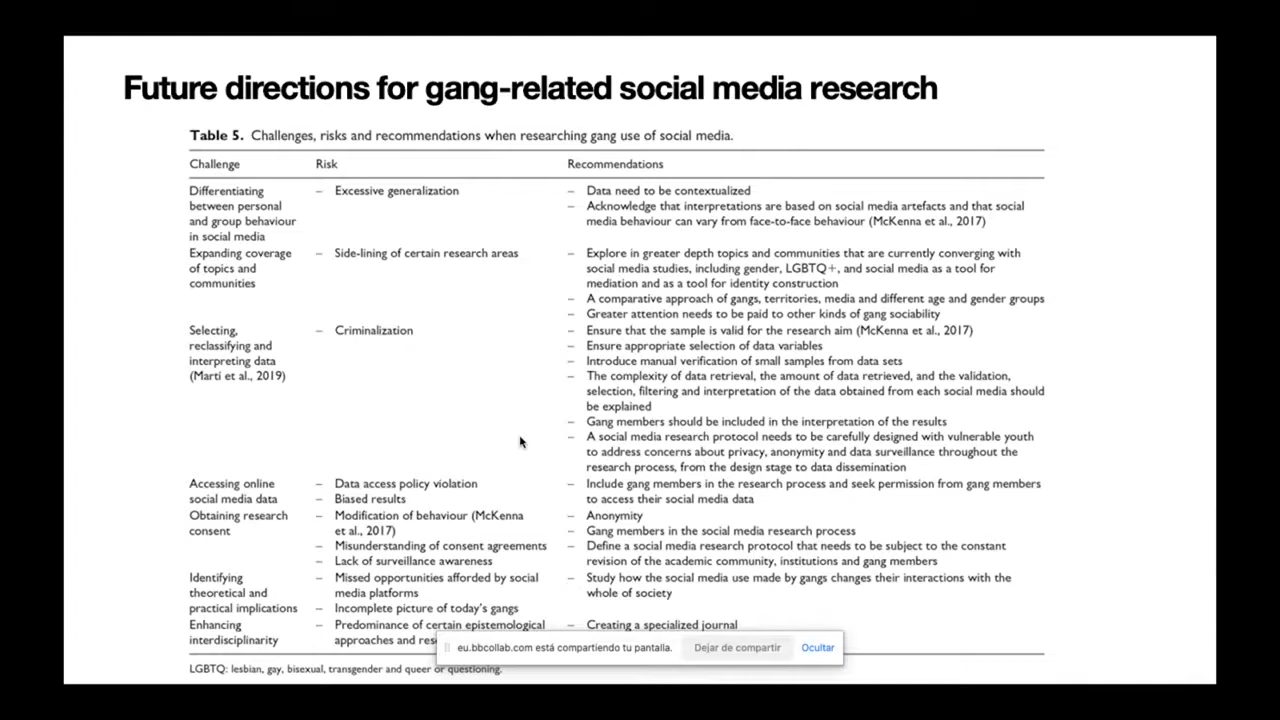 Future directions for gang-related social media research
Table 5. Challenges, risks and recommendations when researching gang use of social media.
Challenge Risk Recommendations
Differentiating between personal and group behaviour in social media
– Excessive generalization
– Data need to be contextualized
– Acknowledge that interpretations are based on social media artefacts and that social
media behaviour can vary from face-to-face behaviour (McKenna et al., 2017)
Expanding coverage
of topics and
communities
– Side-lining of certain research areas
– Explore in greater depth topics and communities that are currently converging with
social media studies, including gender, LGBTQ+, and social media as a tool for
mediation and as a tool for identity construction
– A comparative approach of gangs, territories, media and different age and gender groups
– Greater attention needs to be paid to other kinds of gang sociability
Selecting,
reclassifying and
interpreting data
(Martí et al., 2019)
– Criminalization
– Ensure that the sample is valid for the research aim (McKenna et al., 2017)
– Ensure appropriate selection of data variables
– Introduce manual verification of small samples from data sets
– The complexity of data retrieval, the amount of data retrieved, and the validation,
selection, filtering and interpretation of the data obtained from each social media should
be explained
– Gang members should be included in the interpretation of the results
– A social media research protocol needs to be carefully designed with vulnerable youth
to address concerns about privacy, anonymity and data surveillance throughout the
research process, from the design stage to data dissemination
Accessing online
social media data
– Data access policy violation
– Biased results
– Include gang members in the research process and seek permission from gang members
to access their social media data
Obtaining research
consent
– Modification of behaviour (McKenna
et al., 2017)
– Misunderstanding of consent agreements
– Lack of surveillance awareness
– Anonymity
– Gang members in the social media research process
– Define a social media research protocol that needs to be subject to the constant
revision of the academic community, institutions and gang members
Identifying
theoretical and
practical implications
– Missed opportunities afforded by social
media platforms
– Incomplete picture of today's gangs
– Study how the social media use made by gangs changes their interactions with the
whole of society
Enhancing
interdisciplinarity
– Predominance of certain epistemological
approaches and
– Creating a specialized journal
eu.bbcollab.com está compartiendo tu pantalla. Dejar de compartir Ocultar
LGBTQ: lesbian, gay, bisexual, transgender and queer or questioning.